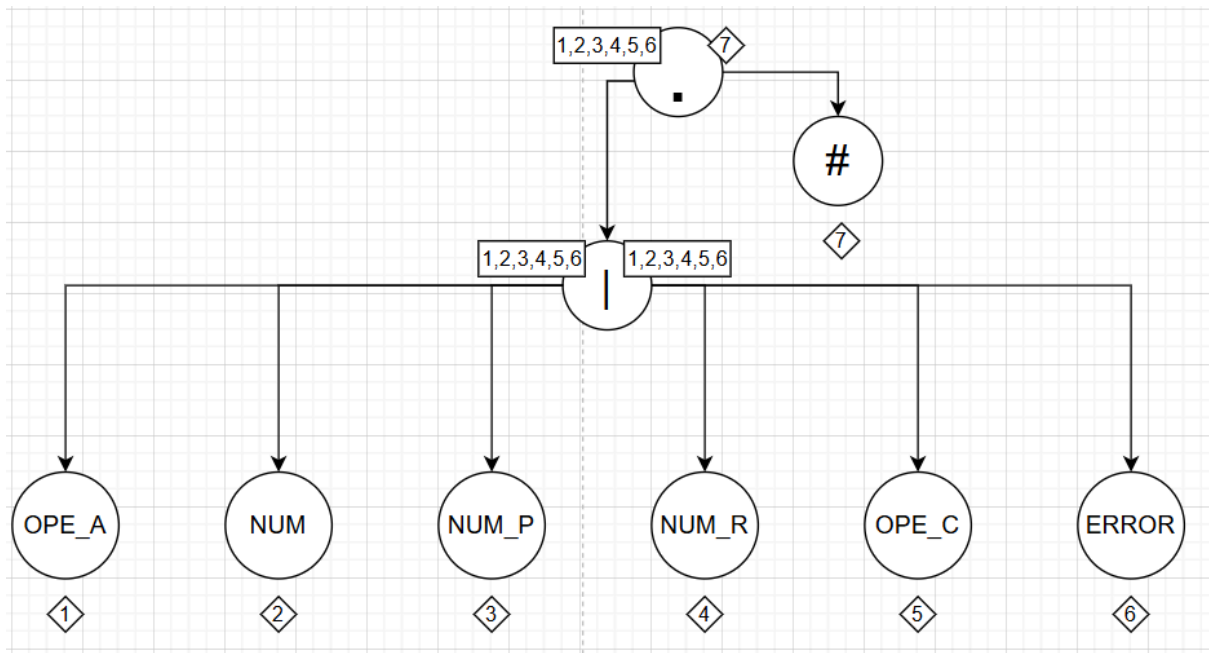 1,2,3,4,5,6
7
.
#
7
1,2,3,4,5,6
1,2,3,4,5,6
|
OPE_A
NUM
NUM_P
NUM_R
OPE_C
ERROR
1
2
3
4
5
6